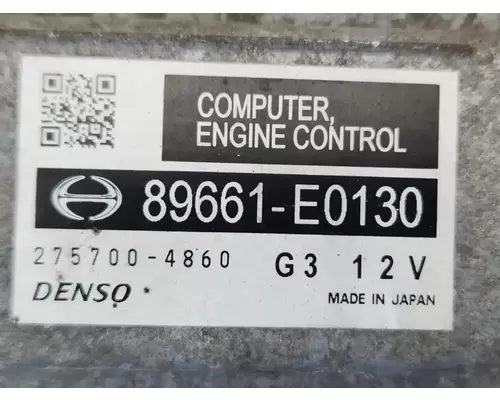 COMPUTER,
ENGINE CONTROL
89661-E0130
275700-4860 G3 12V
DENSO MADE IN JAPAN